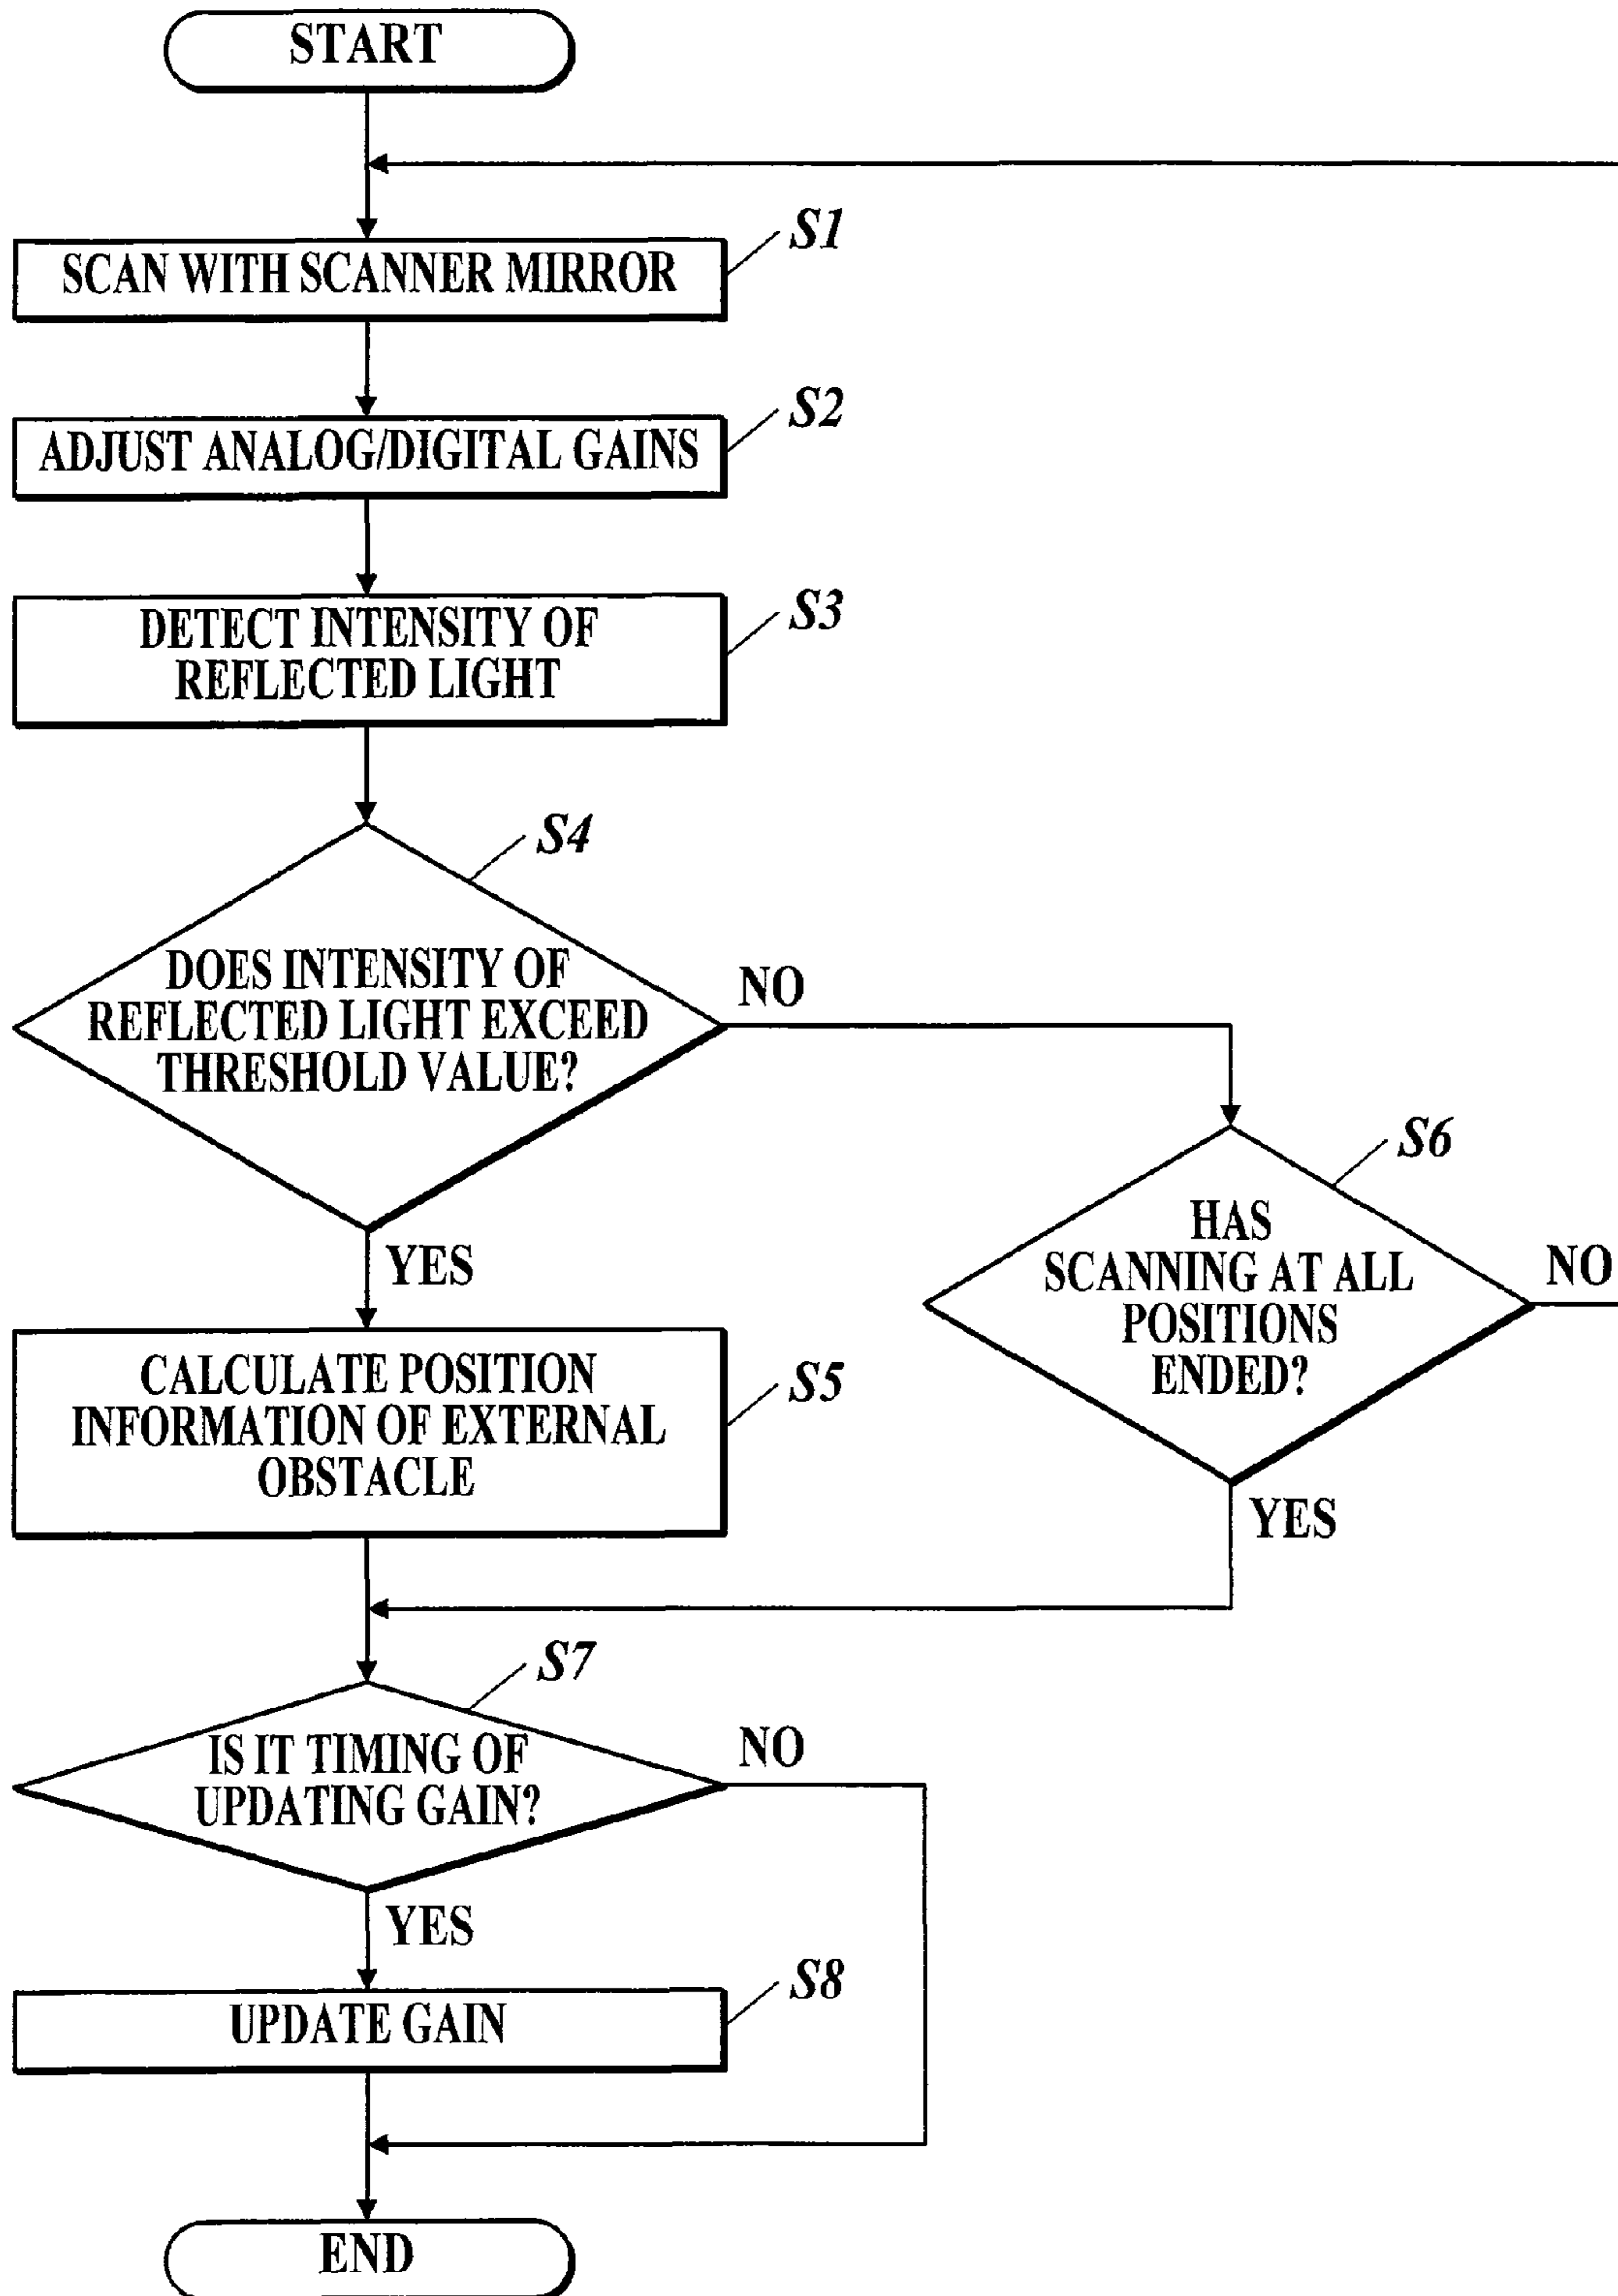 START
S1
SCAN WITH SCANNER MIRROR
S2
ADJUST ANALOG/DIGITAL GAINS
S3
DETECT INTENSITY OF
REFLECTED LIGHT
S4
DOES INTENSITY OF
REFLECTED LIGHT EXCEED
THRESHOLD VALUE?
NO
YES
S6
HAS
SCANNING AT ALL
POSITIONS
ENDED?
NO
YES
S5
CALCULATE POSITION
INFORMATION OF EXTERNAL
OBSTACLE
S7
IS IT TIMING OF
UPDATING GAIN?
NO
YES
S8
UPDATE GAIN
END